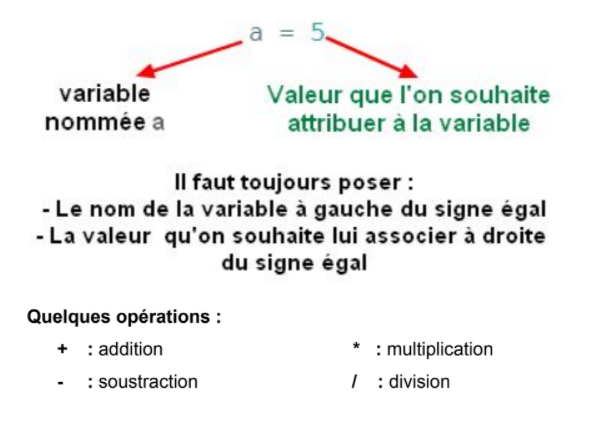 a = 5
variable
nommée a
Valeur que l'on souhaite
attribuer à la variable
Il faut toujours poser :
- Le nom de la variable à gauche du signe égal
- La valeur qu'on souhaite lui associer à droite
du signe égal
Quelques opérations :
+ : addition
* : multiplication
- : soustraction
/ : division